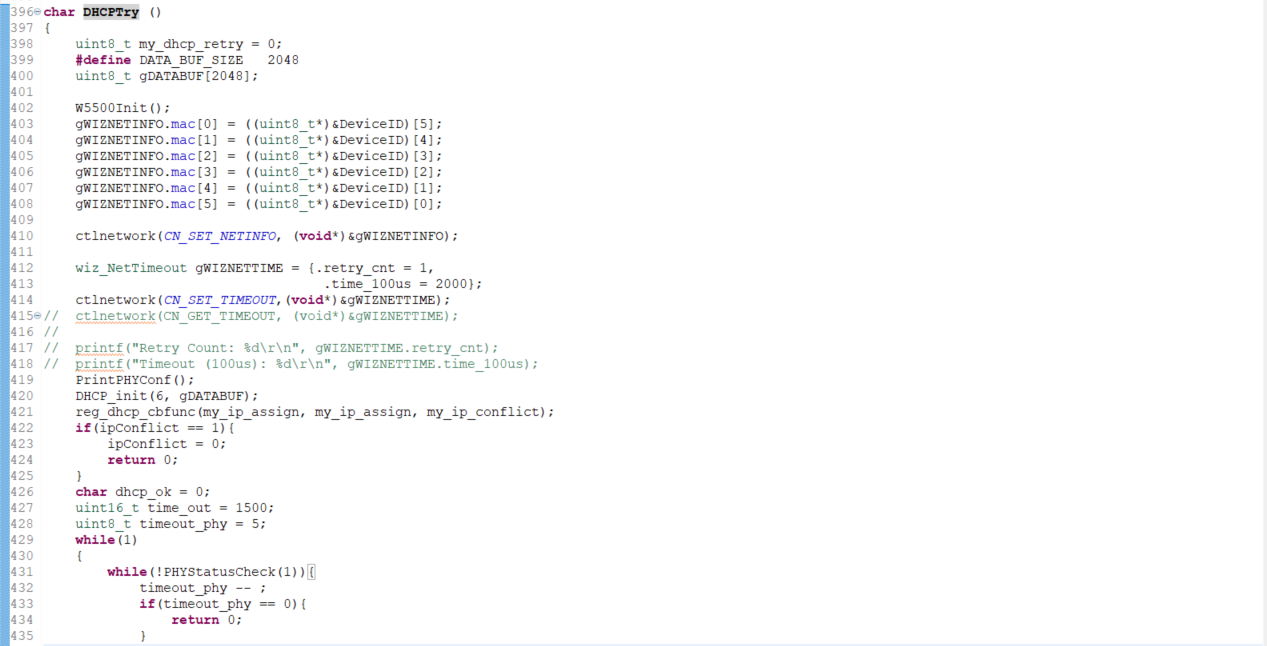 396 char DHCPTry ()
397 {
398     uint8_t my_dhcp_retry = 0;
399     #define DATA_BUF_SIZE   2048
400     uint8_t gDATABUF[2048];
401
402     W5500Init();
403     gWIZNETINFO.mac[0] = ((uint8_t*)&DeviceID)[5];
404     gWIZNETINFO.mac[1] = ((uint8_t*)&DeviceID)[4];
405     gWIZNETINFO.mac[2] = ((uint8_t*)&DeviceID)[3];
406     gWIZNETINFO.mac[3] = ((uint8_t*)&DeviceID)[2];
407     gWIZNETINFO.mac[4] = ((uint8_t*)&DeviceID)[1];
408     gWIZNETINFO.mac[5] = ((uint8_t*)&DeviceID)[0];
409
410     ctlnetwork(CN_SET_NETINFO, (void*)&gWIZNETINFO);
411
412     wiz_NetTimeout gWIZNETTIME = {.retry_cnt = 1,
413                                    .time_100us = 2000};
414     ctlnetwork(CN_SET_TIMEOUT,(void*)&gWIZNETTIME);
415 //  ctlnetwork(CN_GET_TIMEOUT, (void*)&gWIZNETTIME);
416 //
417 //  printf("Retry Count: %d\r\n", gWIZNETTIME.retry_cnt);
418 //  printf("Timeout (100us): %d\r\n", gWIZNETTIME.time_100us);
419     PrintPHYConf();
420     DHCP_init(6, gDATABUF);
421     reg_dhcp_cbfunc(my_ip_assign, my_ip_assign, my_ip_conflict);
422     if(ipConflict == 1){
423         ipConflict = 0;
424         return 0;
425     }
426     char dhcp_ok = 0;
427     uint16_t time_out = 1500;
428     uint8_t timeout_phy = 5;
429     while(1)
430     {
431         while(!PHYStatusCheck(1)){
432             timeout_phy -- ;
433             if(timeout_phy == 0){
434                 return 0;
435             }